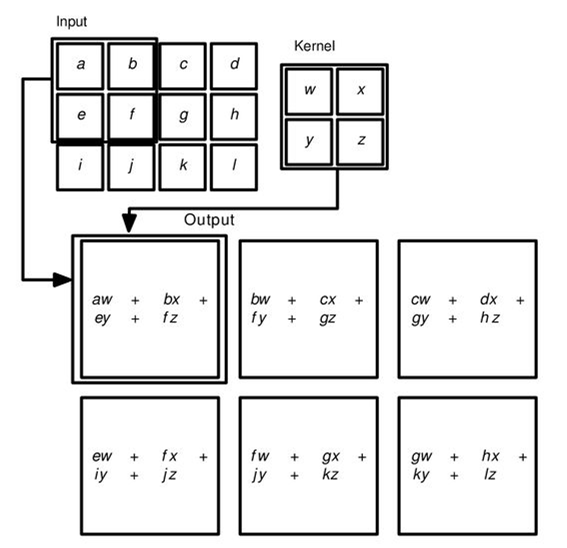 Input
Kernel
a b c d
w x
e f g h
y z
i j k l
Output
aw + bx +
ey + fz
bw + cx +
fy + gz
cw + dx +
gy + hz
ew + fx +
iy + jz
fw + gx +
jy + kz
gw + hx +
ky + lz